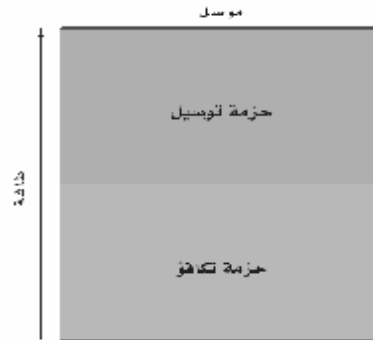 موصل
حزمة توصيل
طاقة
حزمة تكافؤ